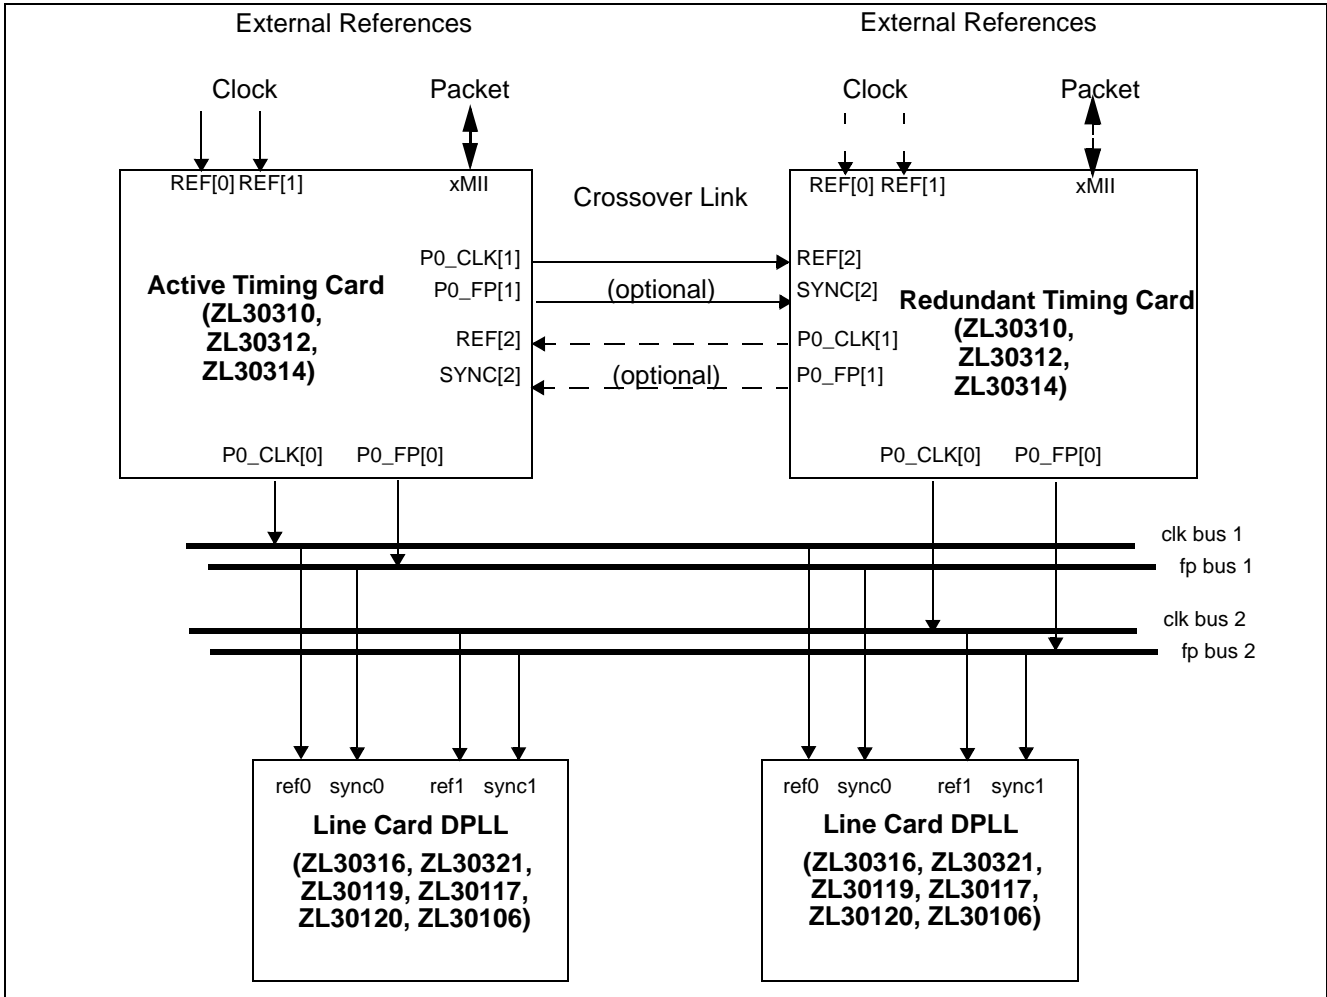 External References
External References
Clock
Packet
Clock
Packet
REF[0] REF[1]
xMII
REF[0] REF[1]
xMII
Crossover Link
P0_CLK[1]
REF[2]
P0_FP[1]
(optional)
SYNC[2]
REF[2]
P0_CLK[1]
SYNC[2]
(optional)
P0_FP[1]
Active Timing Card
(ZL30310,
ZL30312,
ZL30314)
Redundant Timing Card
(ZL30310,
ZL30312,
ZL30314)
P0_CLK[0]
P0_FP[0]
P0_CLK[0]
P0_FP[0]
clk bus 1
fp bus 1
clk bus 2
fp bus 2
ref0 sync0 ref1 sync1
Line Card DPLL
(ZL30316, ZL30321,
ZL30119, ZL30117,
ZL30120, ZL30106)
ref0 sync0 ref1 sync1
Line Card DPLL
(ZL30316, ZL30321,
ZL30119, ZL30117,
ZL30120, ZL30106)